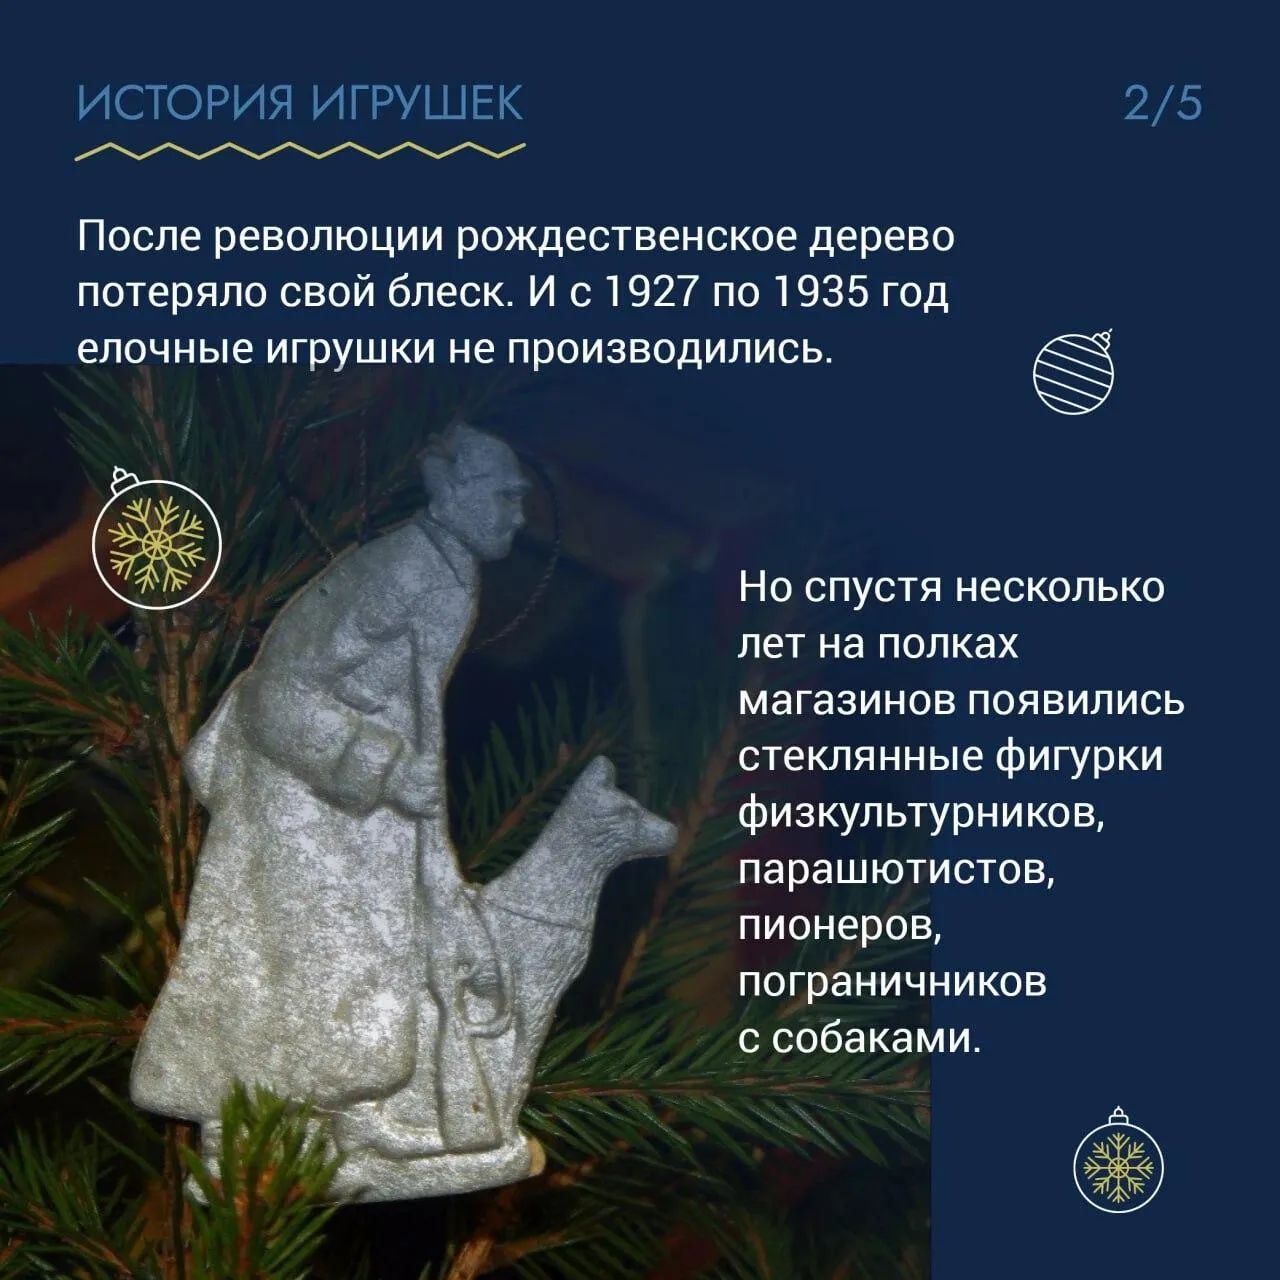 ИСТОРИЯ ИГРУШЕК
2/5
После революции рождественское дерево
потеряло свой блеск. И с 1927 по 1935 год
елочные игрушки не производились.
Но спустя несколько
лет на полках
магазинов появились
стеклянные фигурки
физкультурников,
парашютистов,
пионеров,
пограничников
с собаками.